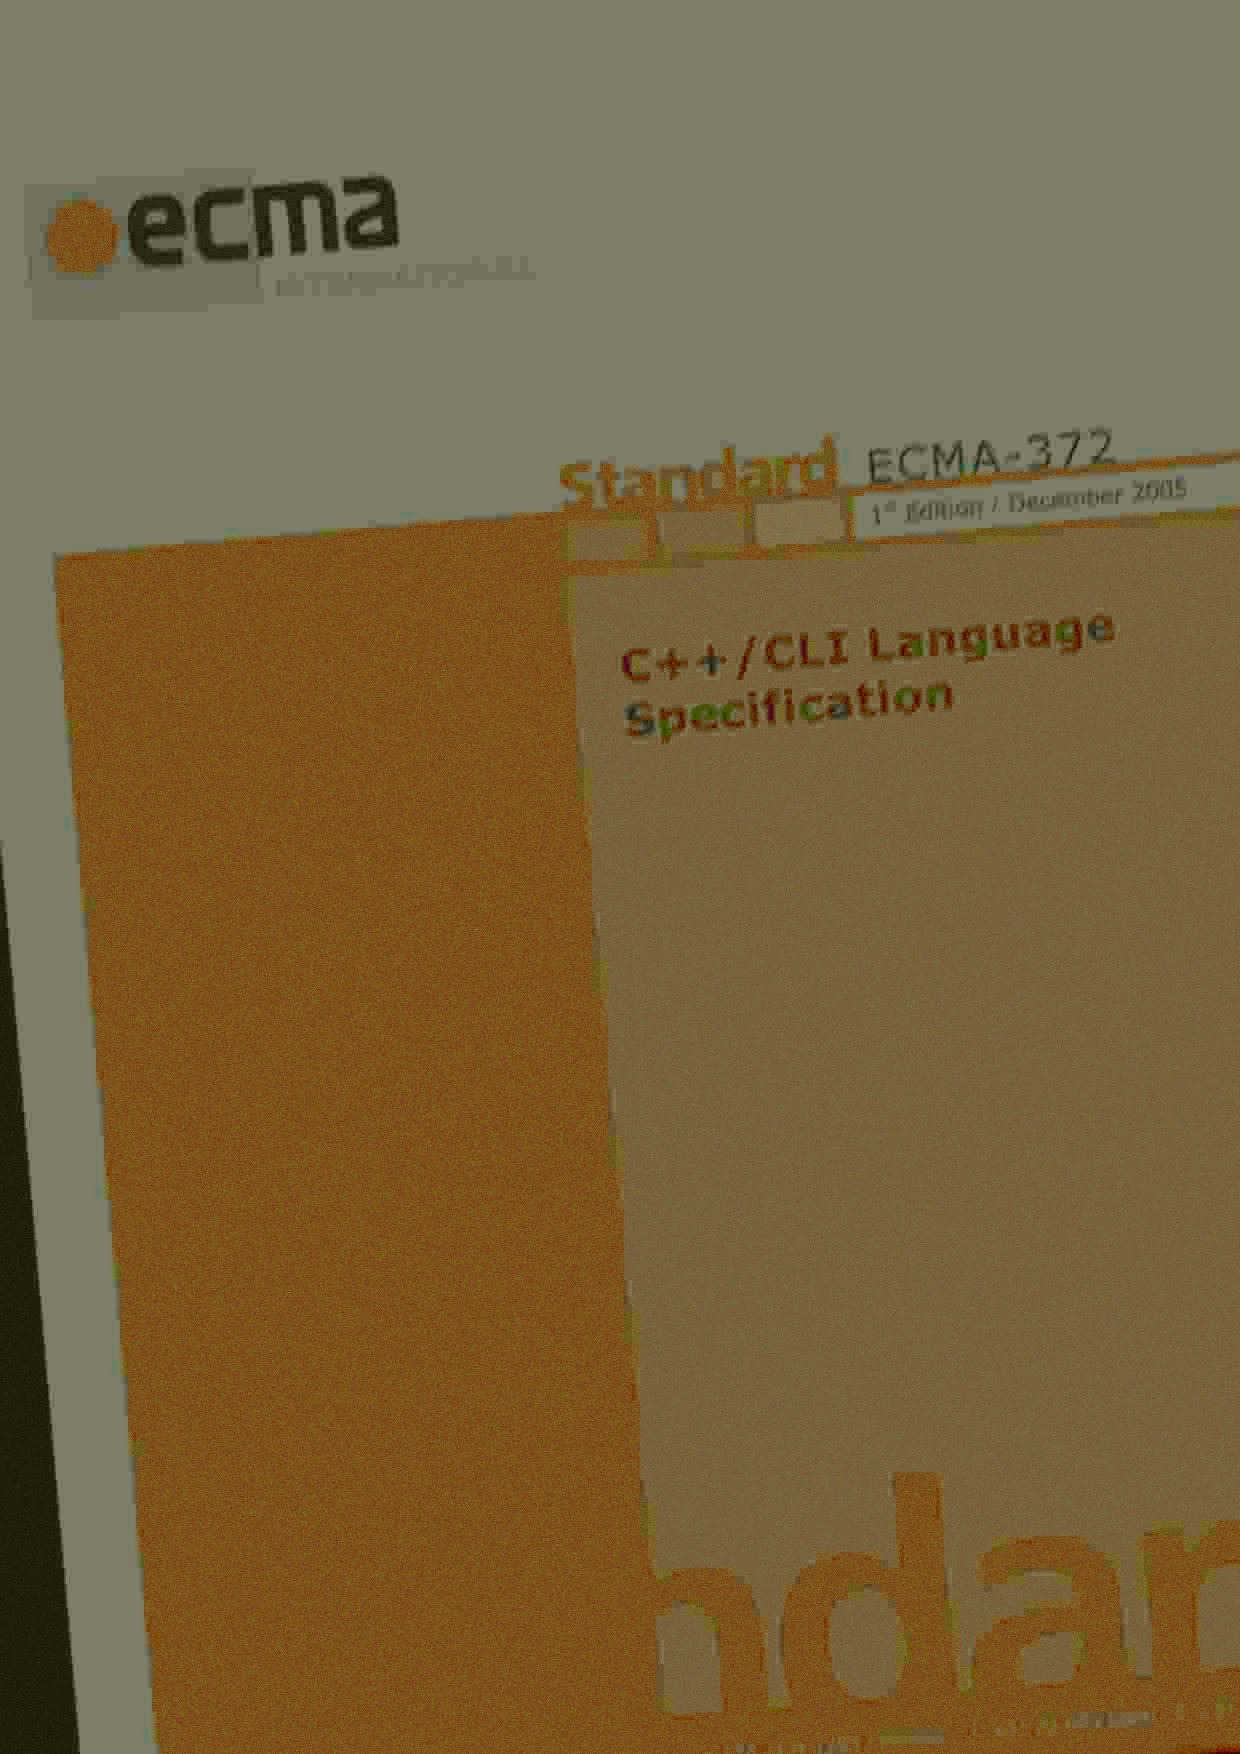 ecma
Standard ECMA-372
1st Edition / December 2005
C++/CLI Language
Specification
ndar